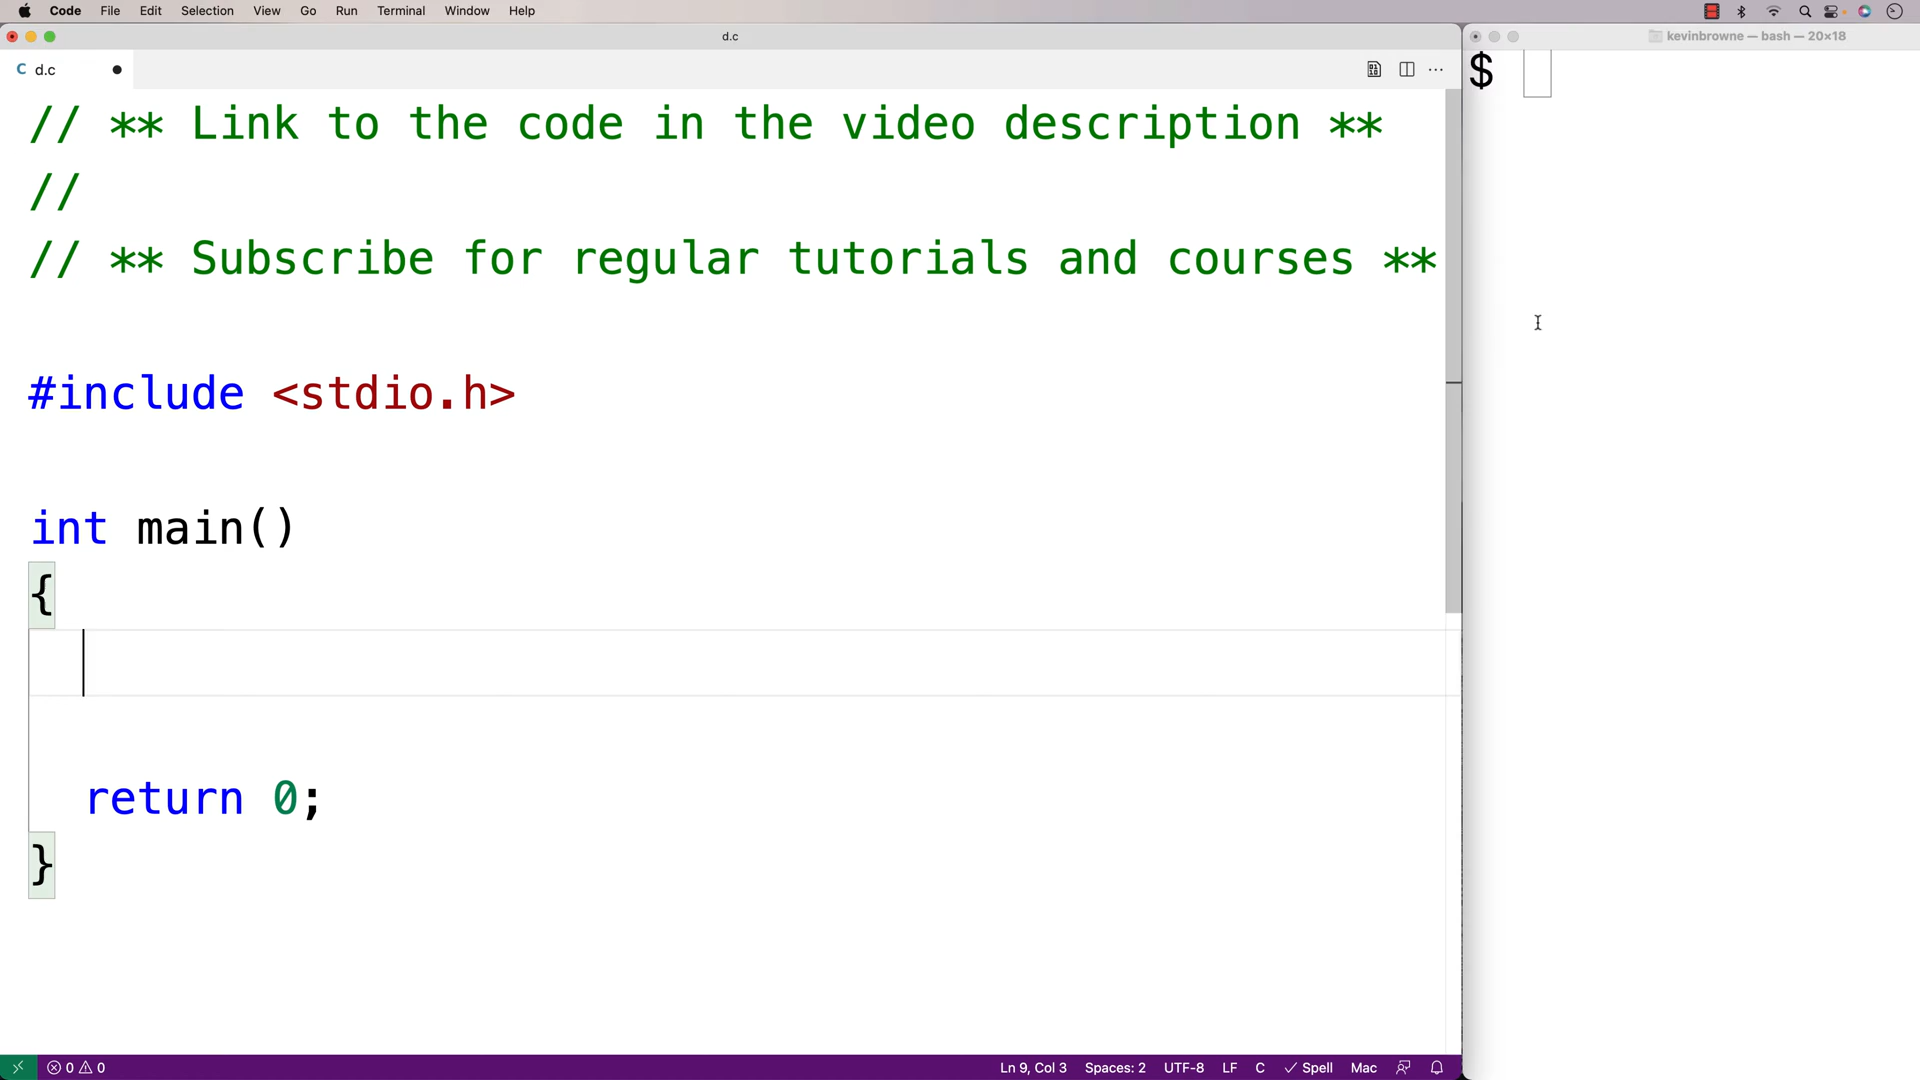 Code File Edit Selection View Go Run Terminal Window Help
d.c
kevinbrowne — bash — 20×18
C d.c
$
// ** Link to the code in the video description **
//
// ** Subscribe for regular tutorials and courses **
#include <stdio.h>
int main()
{
return 0;
}
0 0 Ln 9, Col 3 Spaces: 2 UTF-8 LF C Spell Mac